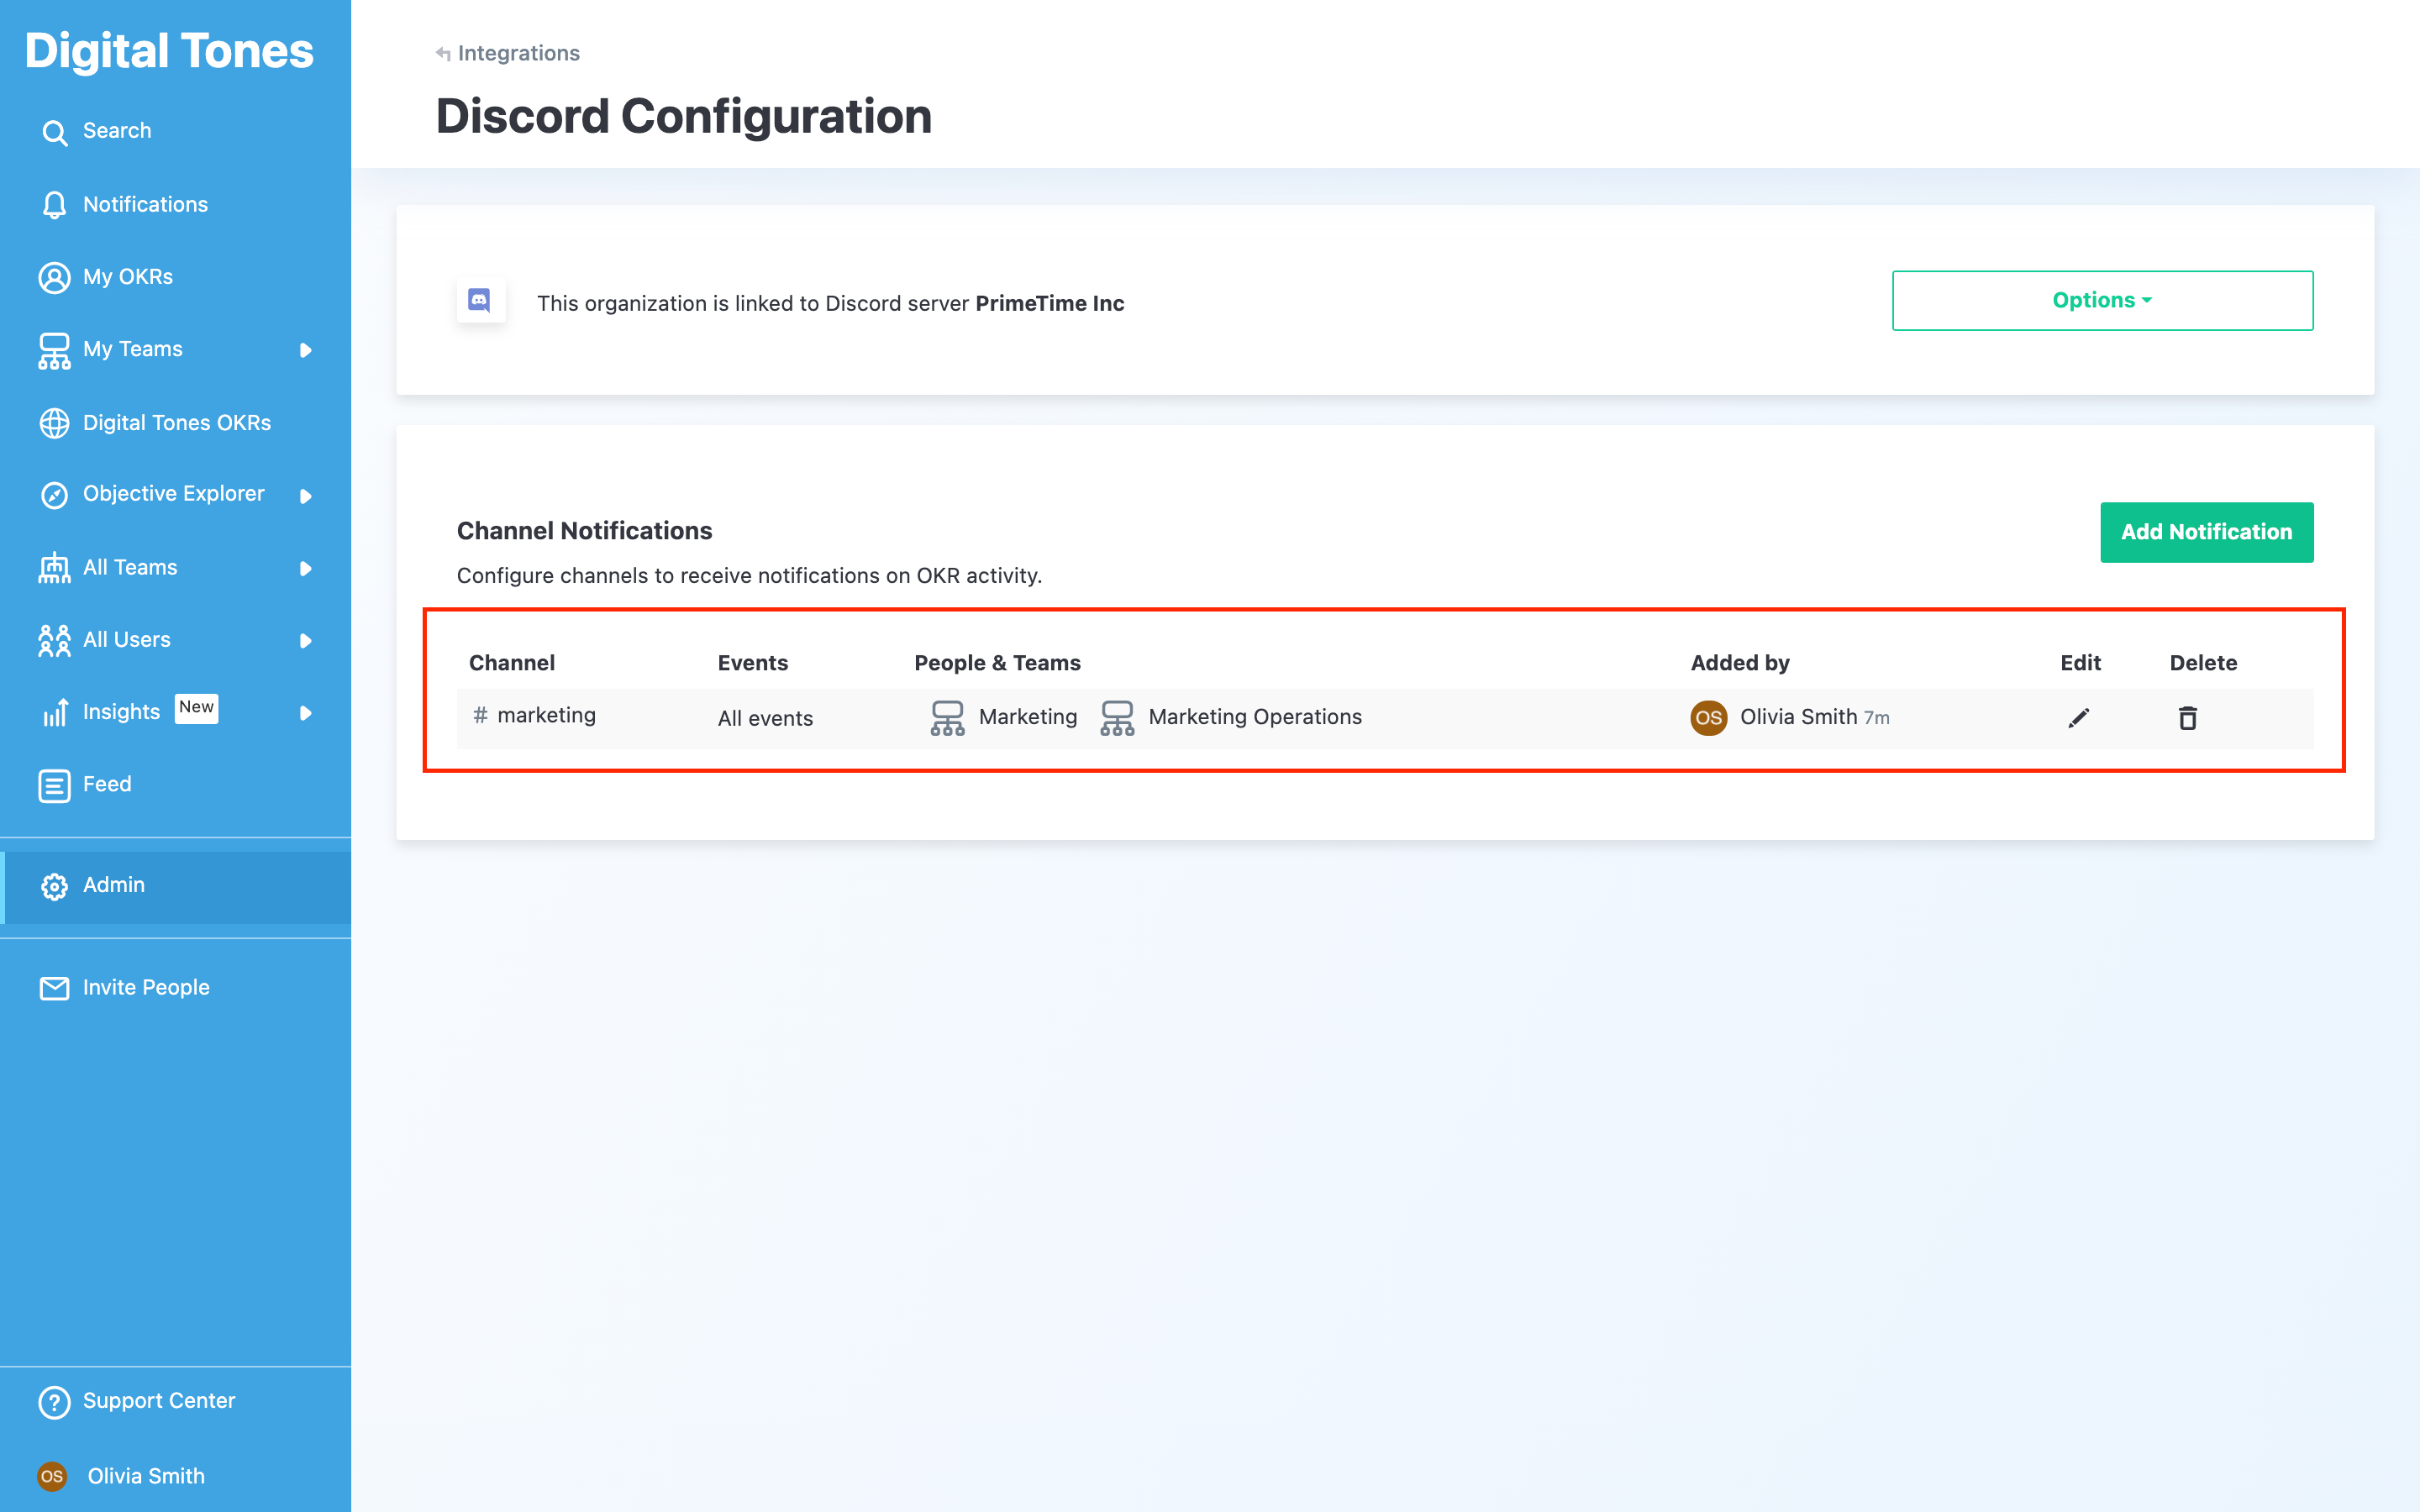 Digital Tones
Search
Notifications
My OKRs
My Teams
Digital Tones OKRs
Objective Explorer
All Teams
All Users
Insights New
Feed
Admin
Invite People
Support Center
OS Olivia Smith
Integrations
Discord Configuration
This organization is linked to Discord server PrimeTime Inc
Options
Channel Notifications
Add Notification
Configure channels to receive notifications on OKR activity.
Channel Events People & Teams Added by Edit Delete
# marketing All events Marketing Marketing Operations OS Olivia Smith 7m